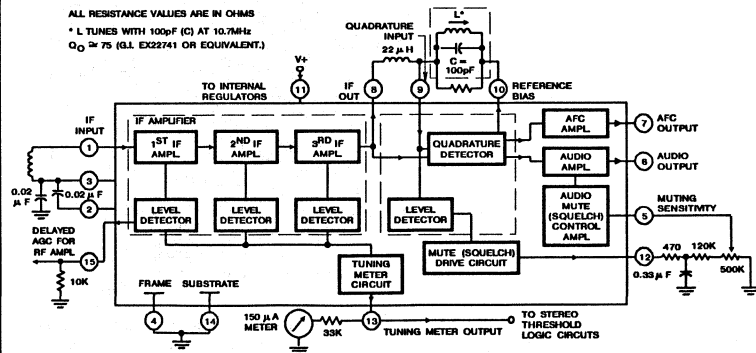 ALL RESISTANCE VALUES ARE IN OHMS
* L TUNES WITH 100pF (C) AT 10.7MHz
QO ≅ 75 (G.I. EX22741 OR EQUIVALENT.)
QUADRATURE
INPUT
L*
C =
100pF
22 µH
V+
TO INTERNAL
REGULATORS
11
IF
OUT
8
9
10
REFERENCE
BIAS
IF
INPUT
1
IF AMPLIFIER
1ST IF
AMPL.
2ND IF
AMPL.
3RD IF
AMPL.
QUADRATURE
DETECTOR
AFC
AMPL.
7
AFC
OUTPUT
AUDIO
AMPL.
6
AUDIO
OUTPUT
3
0.02
µF
0.02 µF
2
LEVEL
DETECTOR
LEVEL
DETECTOR
LEVEL
DETECTOR
LEVEL
DETECTOR
AUDIO
MUTE
(SQUELCH)
CONTROL
AMPL
5
MUTING
SENSITIVITY
DELAYED
AGC FOR
RF AMPL
15
10K
TUNING
METER
CIRCUIT
MUTE (SQUELCH)
DRIVE CIRCUIT
12
470
120K
0.33µF
500K
FRAME
SUBSTRATE
4
14
150 µA
METER
33K
13
TUNING METER OUTPUT
TO STEREO
THRESHOLD
LOGIC CIRCUITS